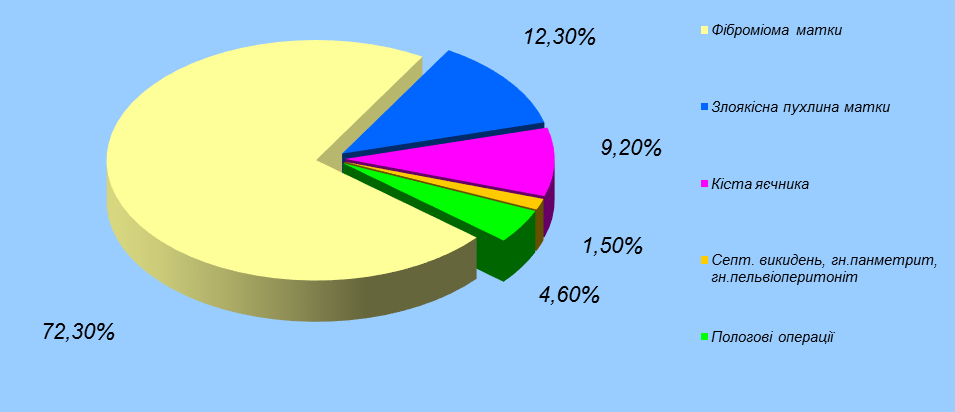 12,30%
9,20%
1,50%
4,60%
72,30%
Фіброміома матки
Злоякісна пухлина матки
Кіста яєчника
Септ. викидень, гн.панметрит,
гн.пельвіоперитоніт
Пологові операції